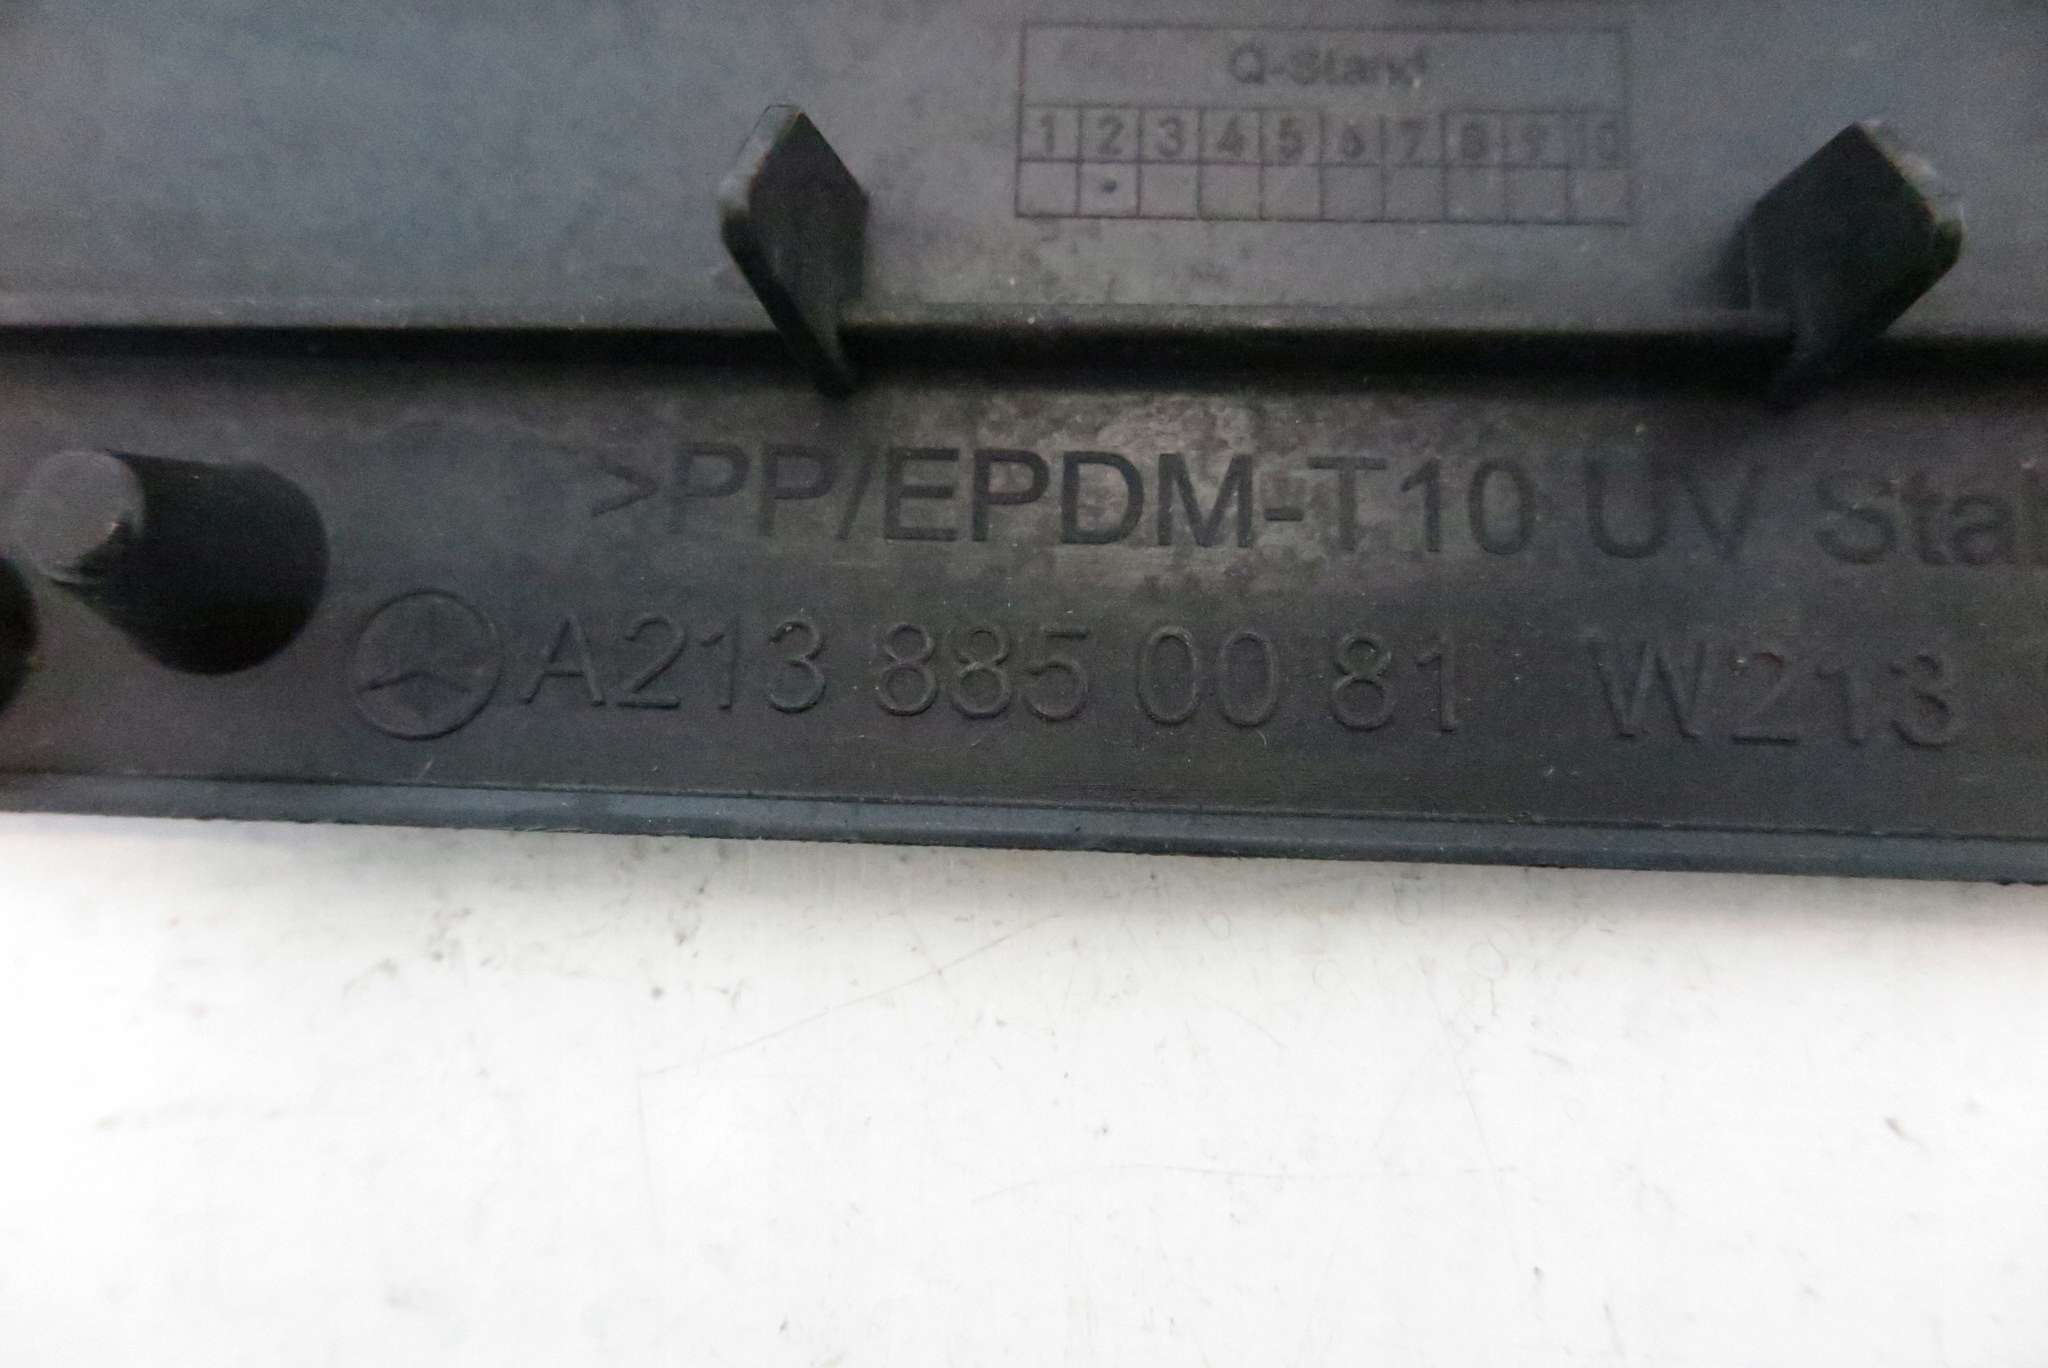 Q-Stand
1 2 3 4 5 6 7 8 9 10
>PP/EPDM-T10 UV
A213 885 00 81 W213